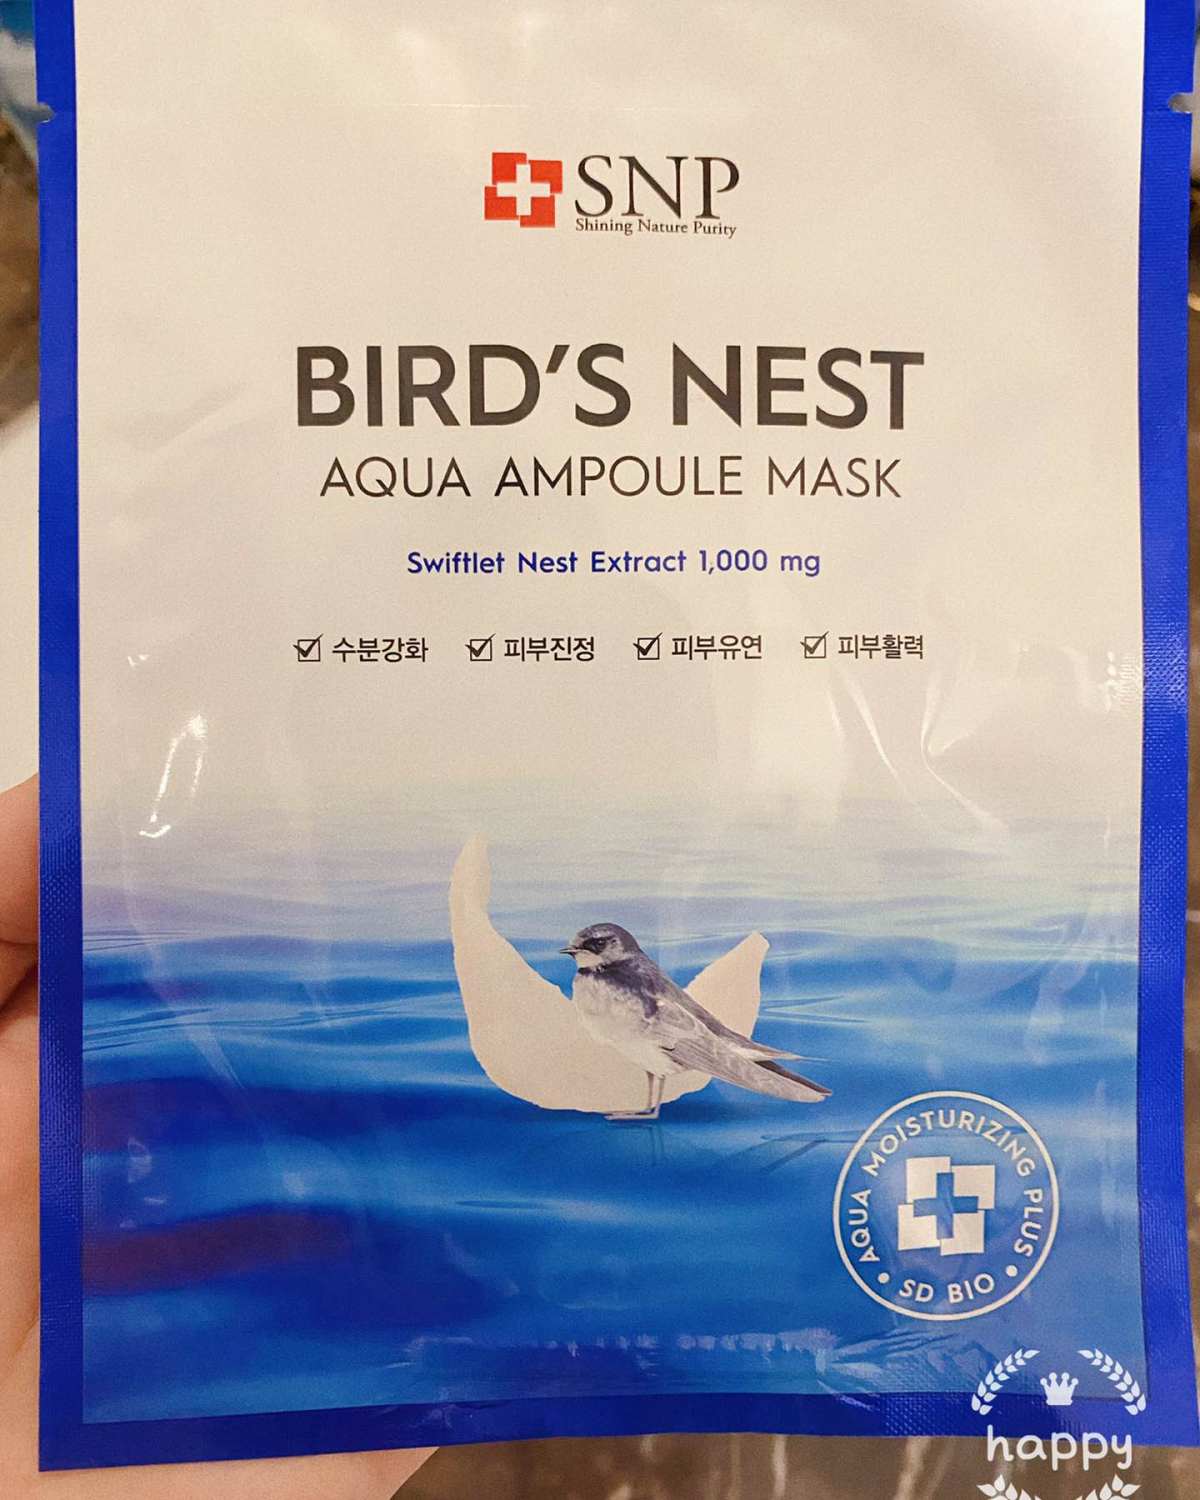 SNP
Shining Nature Purity
BIRD'S NEST
AQUA AMPOULE MASK
Swiftlet Nest Extract 1,000 mg
수분강화 피부진정 피부유연 피부활력
AQUA MOISTURIZING PLUS
SD BIO
happy